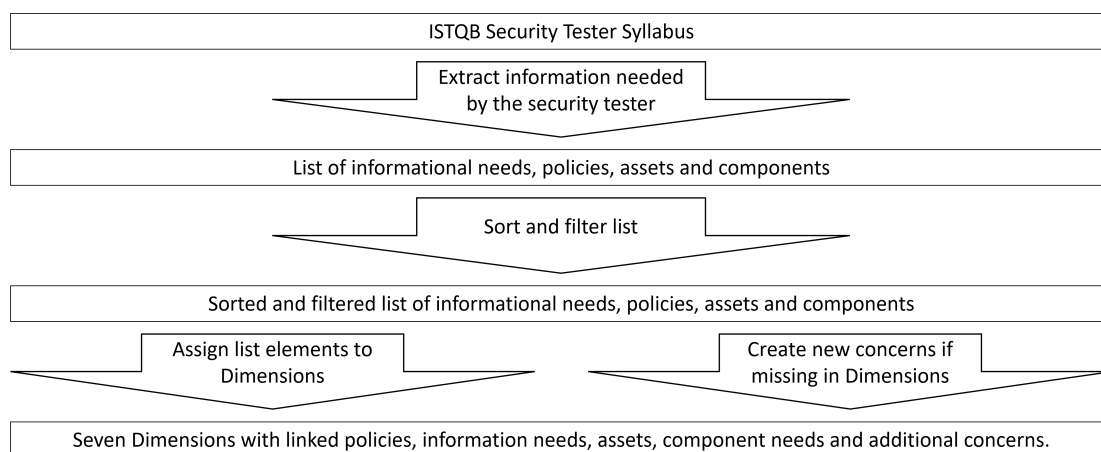 ISTQB Security Tester Syllabus
Extract information needed
by the security tester
List of informational needs, policies, assets and components
Sort and filter list
Sorted and filtered list of informational needs, policies, assets and components
Assign list elements to
Dimensions
Create new concerns if
missing in Dimensions
Seven Dimensions with linked policies, information needs, assets, component needs and additional concerns.